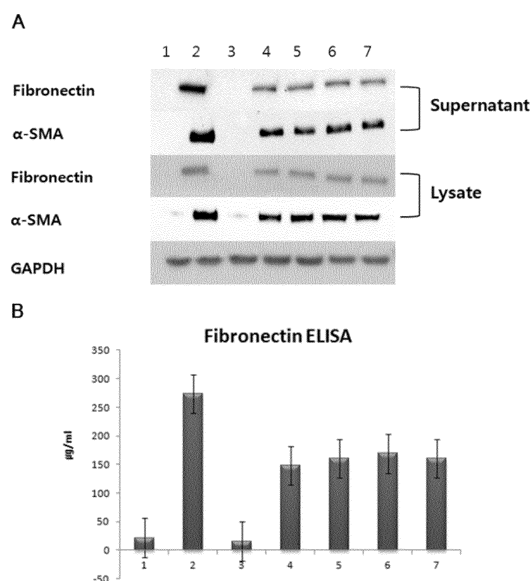 A
1 2 3 4 5 6 7
Fibronectin
α-SMA
Supernatant
Fibronectin
α-SMA
Lysate
GAPDH
B
Fibronectin ELISA
350
300
250
200
150
100
50
0
-50
μg/ml
1 2 3 4 5 6 7